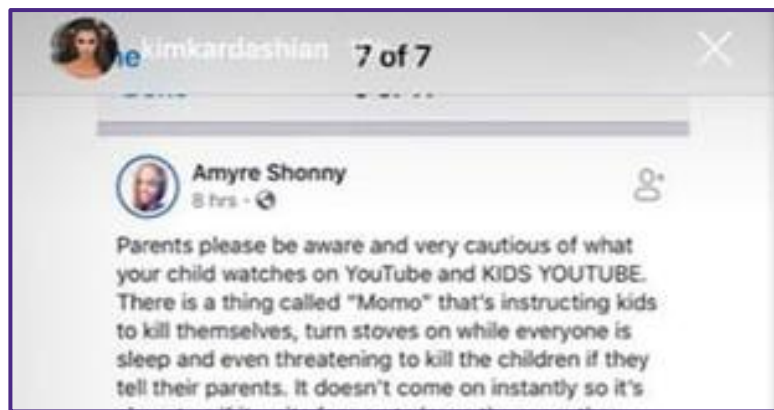 kimkardashian
7 of 7
Amyre Shonny
8 hrs
Parents please be aware and very cautious of what
your child watches on YouTube and KIDS YOUTUBE.
There is a thing called "Momo" that's instructing kids
to kill themselves, turn stoves on while everyone is
sleep and even threatening to kill the children if they
tell their parents. It doesn't come on instantly so it's